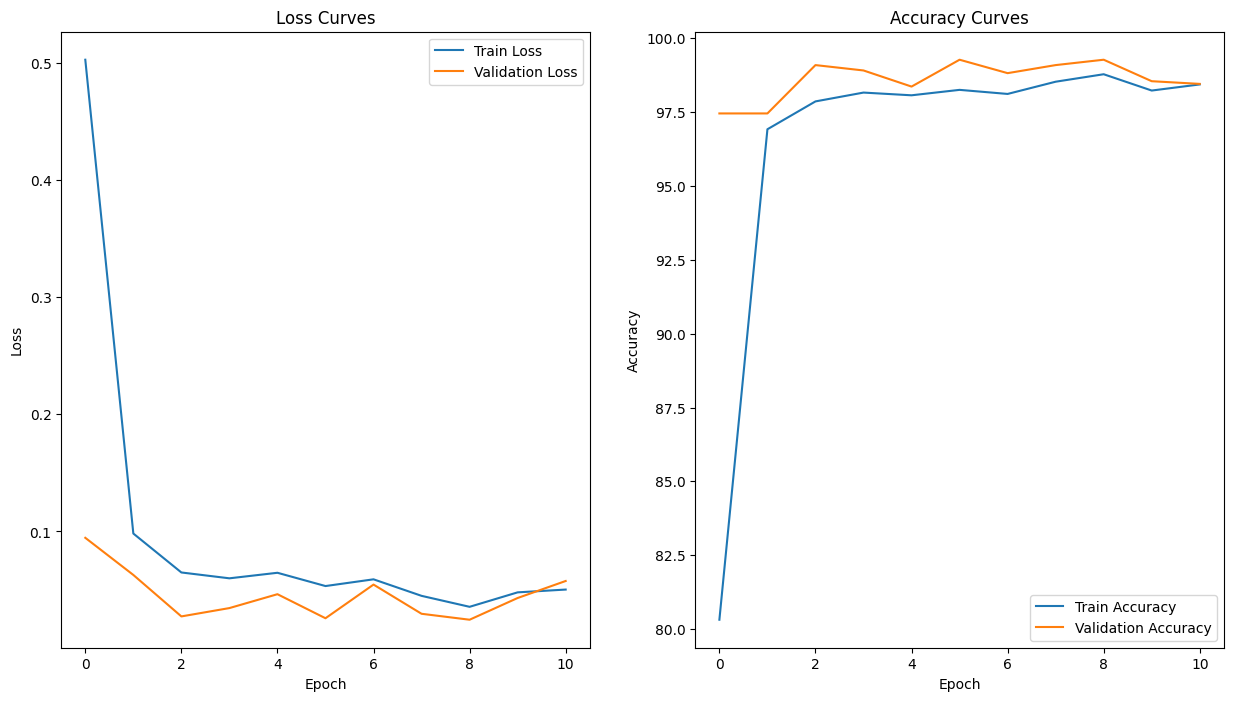 Loss Curves
Train Loss
Validation Loss
0.5
0.4
0.3
0.2
0.1
Loss
0 2 4 6 8 10
Epoch
Accuracy Curves
100.0
97.5
95.0
92.5
90.0
87.5
85.0
82.5
80.0
Accuracy
Train Accuracy
Validation Accuracy
0 2 4 6 8 10
Epoch